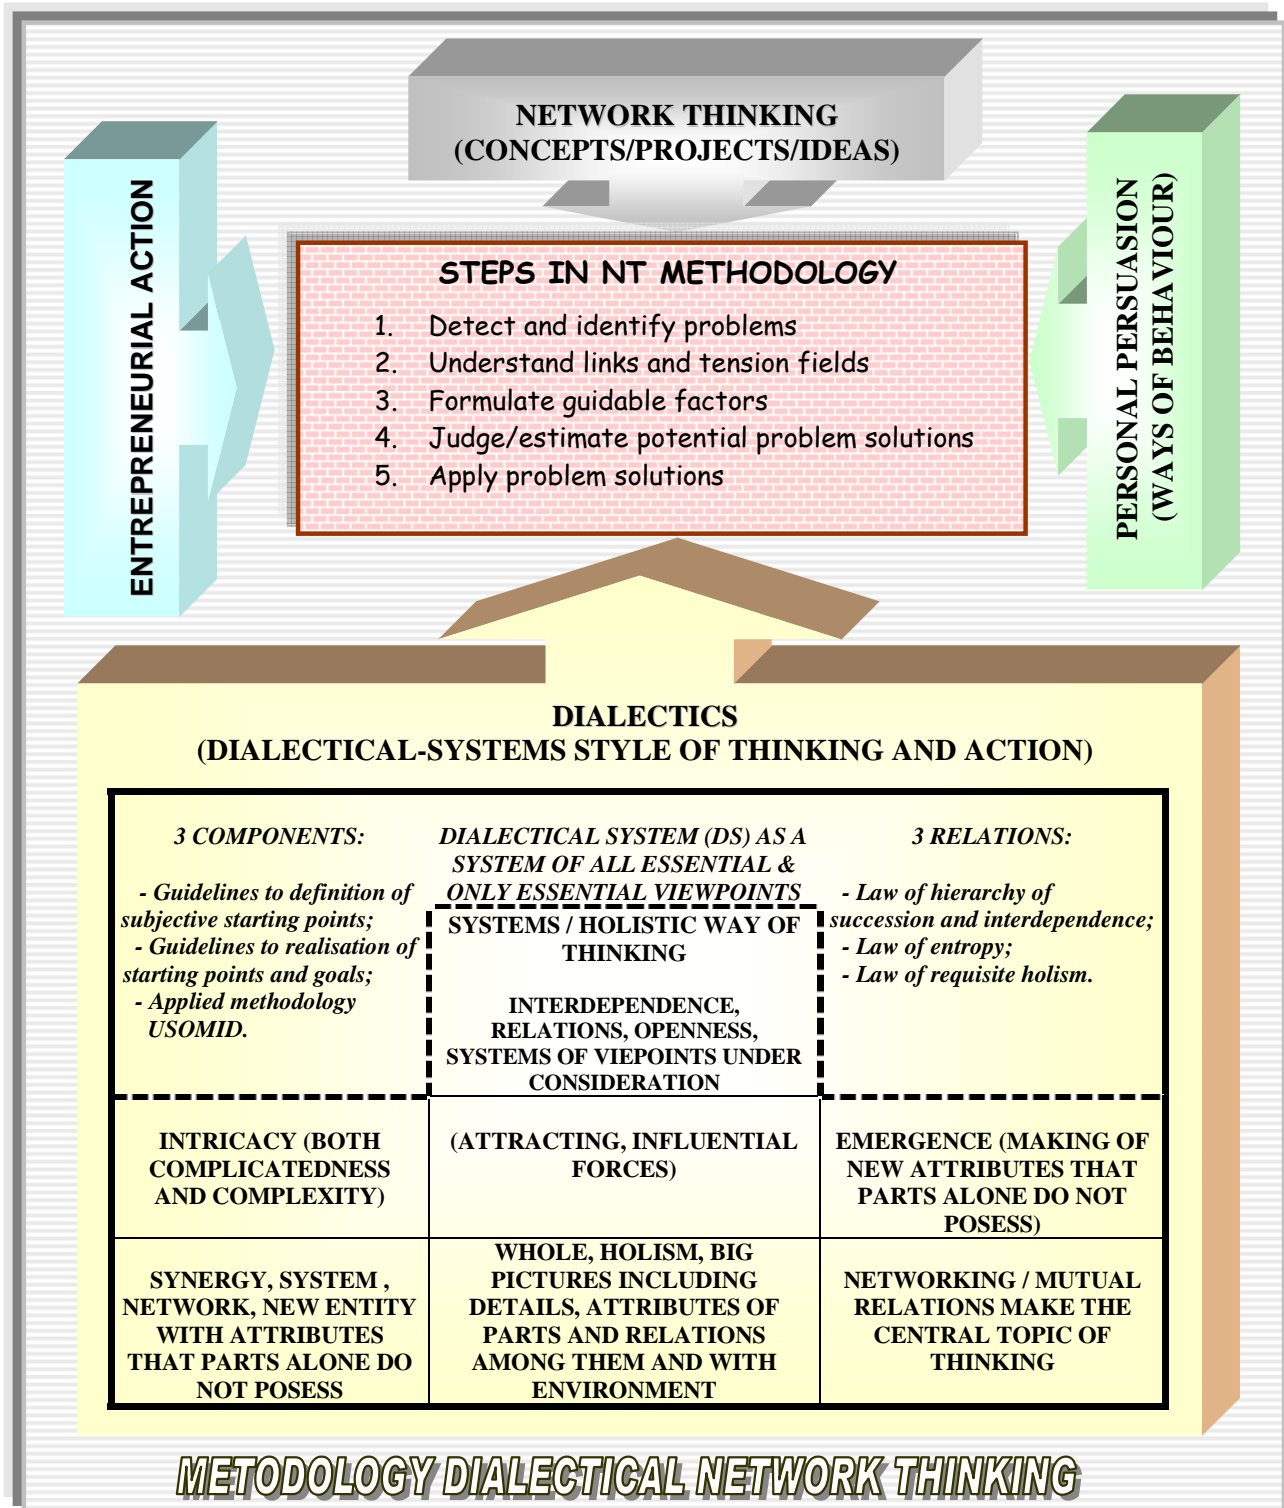 NETWORK THINKING
(CONCEPTS/PROJECTS/IDEAS)
ENTREPRENEURIAL ACTION
PERSONAL PERSUASION
(WAYS OF BEHAVIOUR)
STEPS IN NT METHODOLOGY
1. Detect and identify problems
2. Understand links and tension fields
3. Formulate guidable factors
4. Judge/estimate potential problem solutions
5. Apply problem solutions
DIALECTICS
(DIALECTICAL-SYSTEMS STYLE OF THINKING AND ACTION)
3 COMPONENTS:
- Guidelines to definition of
subjective starting points;
- Guidelines to realisation of
starting points and goals;
- Applied methodology
USOMID.
DIALECTICAL SYSTEM (DS) AS A
SYSTEM OF ALL ESSENTIAL &
ONLY ESSENTIAL VIEWPOINTS
SYSTEMS / HOLISTIC WAY OF
THINKING
INTERDEPENDENCE,
RELATIONS, OPENNESS,
SYSTEMS OF VIEPOINTS UNDER
CONSIDERATION
3 RELATIONS:
- Law of hierarchy of
succession and interdependence;
- Law of entropy;
- Law of requisite holism.
INTRICACY (BOTH
COMPLICATEDNESS
AND COMPLEXITY)
(ATTRACTING, INFLUENTIAL
FORCES)
EMERGENCE (MAKING OF
NEW ATTRIBUTES THAT
PARTS ALONE DO NOT
POSESS)
SYNERGY, SYSTEM ,
NETWORK, NEW ENTITY
WITH ATTRIBUTES
THAT PARTS ALONE DO
NOT POSESS
WHOLE, HOLISM, BIG
PICTURES INCLUDING
DETAILS, ATTRIBUTES OF
PARTS AND RELATIONS
AMONG THEM AND WITH
ENVIRONMENT
NETWORKING / MUTUAL
RELATIONS MAKE THE
CENTRAL TOPIC OF
THINKING
METODOLOGY DIALECTICAL NETWORK THINKING